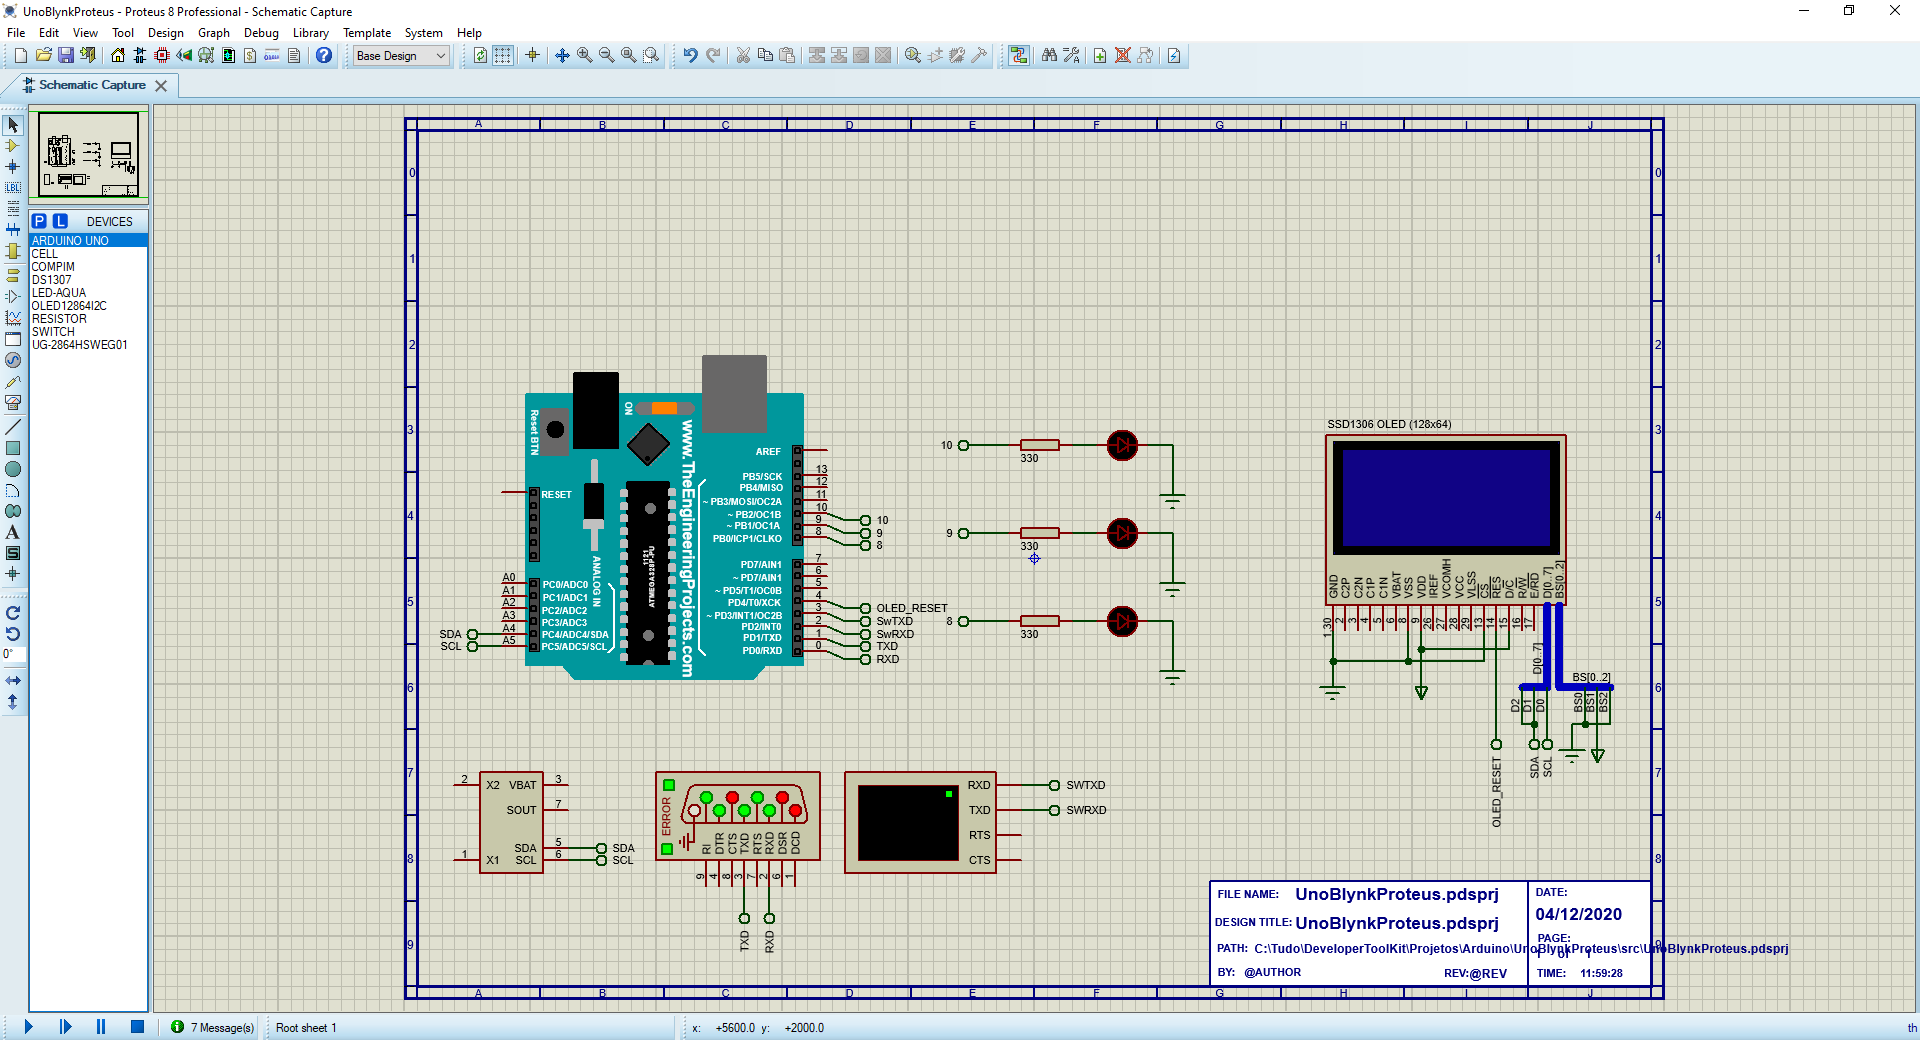 UnoBlynkProteus - Proteus 8 Professional - Schematic Capture
File Edit View Tool Design Graph Debug Library Template System Help
Base Design
Schematic Capture
P L DEVICES
ARDUINO UNO
CELL
COMPIM
DS1307
LED-AQUA
OLED12864I2C
RESISTOR
SWITCH
UG-2864HSWEG01
LBL
A
S
0°
A B C D E F G H I J
0 0
1 1
2 2
3 3
4 4
5 5
6 6
7 7
8 8
9 9
Reset BTN
ON
www.TheEngineeringProjects.com
ANALOG IN
1121
ATMEGA328P-PU
RESET
AREF
PB5/SCK 13
PB4/MISO 12
~ PB3/MOSI/OC2A 11
~ PB2/OC1B 10
~ PB1/OC1A 9
PB0/ICP1/CLKO 8
10
9
8
PD7/AIN1 7
~ PD7/AIN1 6
~ PD5/T1/OC0B 5
PD4/T0/XCK 4
~ PD3/INT1/OC2B 3
PD2/INT0 2
PD1/TXD 1
PD0/RXD 0
OLED_RESET
SwTXD
SwRXD
TXD
RXD
A0 PC0/ADC0
A1 PC1/ADC1
A2 PC2/ADC2
A3 PC3/ADC3
SDA A4 PC4/ADC4/SDA
SCL A5 PC5/ADC5/SCL
10
330
9
330
8
330
SSD1306 OLED (128x64)
GND C2P C2N C1P C1N VBAT VSS VDD IREF VCOMH VCC VLSS CS RES D/C R/W E/RD D[0..7] BS[0..2]
1,30 2 3 4 5 6 8 9 26 27 28 29 13 14 15 16 17
D[0..7]
BS[0..2]
D2 D1 D0
BS0 BS1 BS2
OLED_RESET
SDA
SCL
2 X2 VBAT 3
SOUT 7
SDA 5 SDA
1 X1 SCL 6 SCL
ERROR
RI DTR CTS TXD RTS RXD DSR DCD
9 4 8 3 7 2 6 1
TXD RXD
RXD SWTXD
TXD SWRXD
RTS
CTS
FILE NAME: UnoBlynkProteus.pdsprj
DESIGN TITLE: UnoBlynkProteus.pdsprj
PATH: C:\Tudo\DeveloperToolKit\Projetos\Arduino\UnoBlynkProteus\src\UnoBlynkProteus.pdsprj
BY: @AUTHOR REV:@REV
DATE:
04/12/2020
PAGE:
of
TIME: 11:59:28
7 Message(s) Root sheet 1 x: +5600.0 y: +2000.0 th